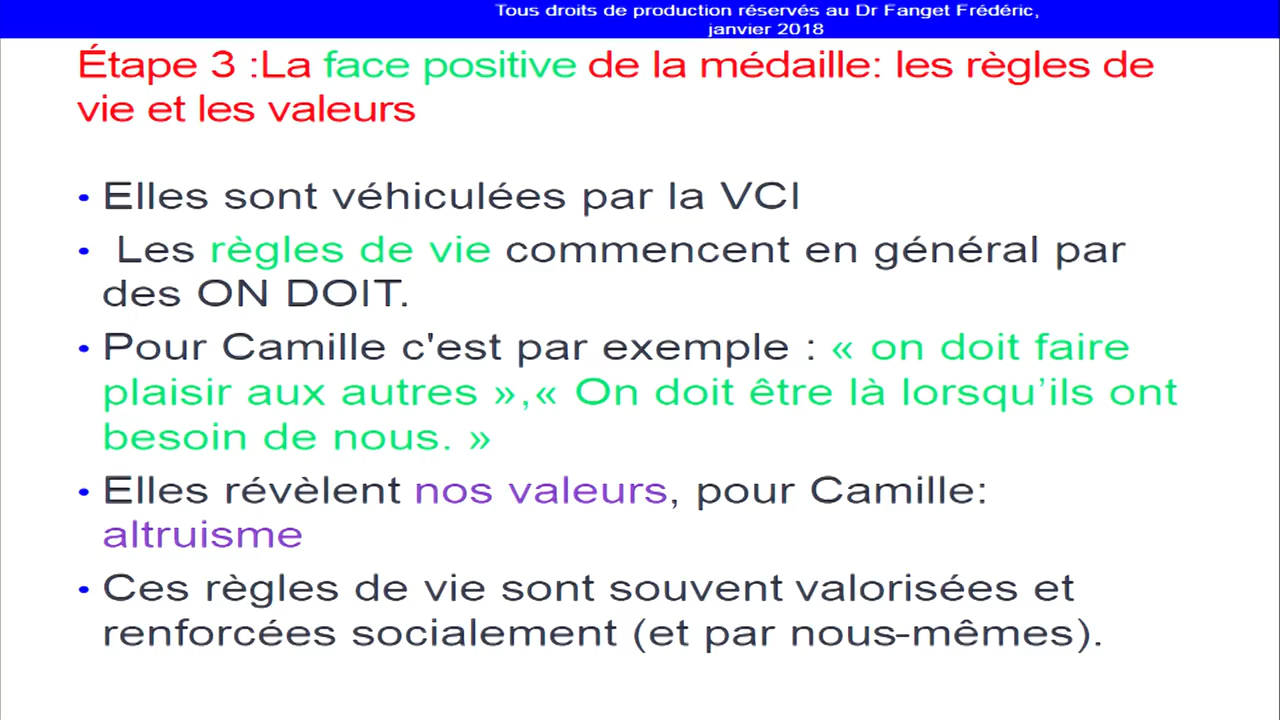 Tous droits de production réservés au Dr Fanget Frédéric,
janvier 2018
Étape 3 :La face positive de la médaille: les règles de
vie et les valeurs
• Elles sont véhiculées par la VCI
• Les règles de vie commencent en général par
des ON DOIT.
• Pour Camille c'est par exemple : « on doit faire
plaisir aux autres »,« On doit être là lorsqu’ils ont
besoin de nous. »
• Elles révèlent nos valeurs, pour Camille:
altruisme
• Ces règles de vie sont souvent valorisées et
renforcées socialement (et par nous-mêmes).